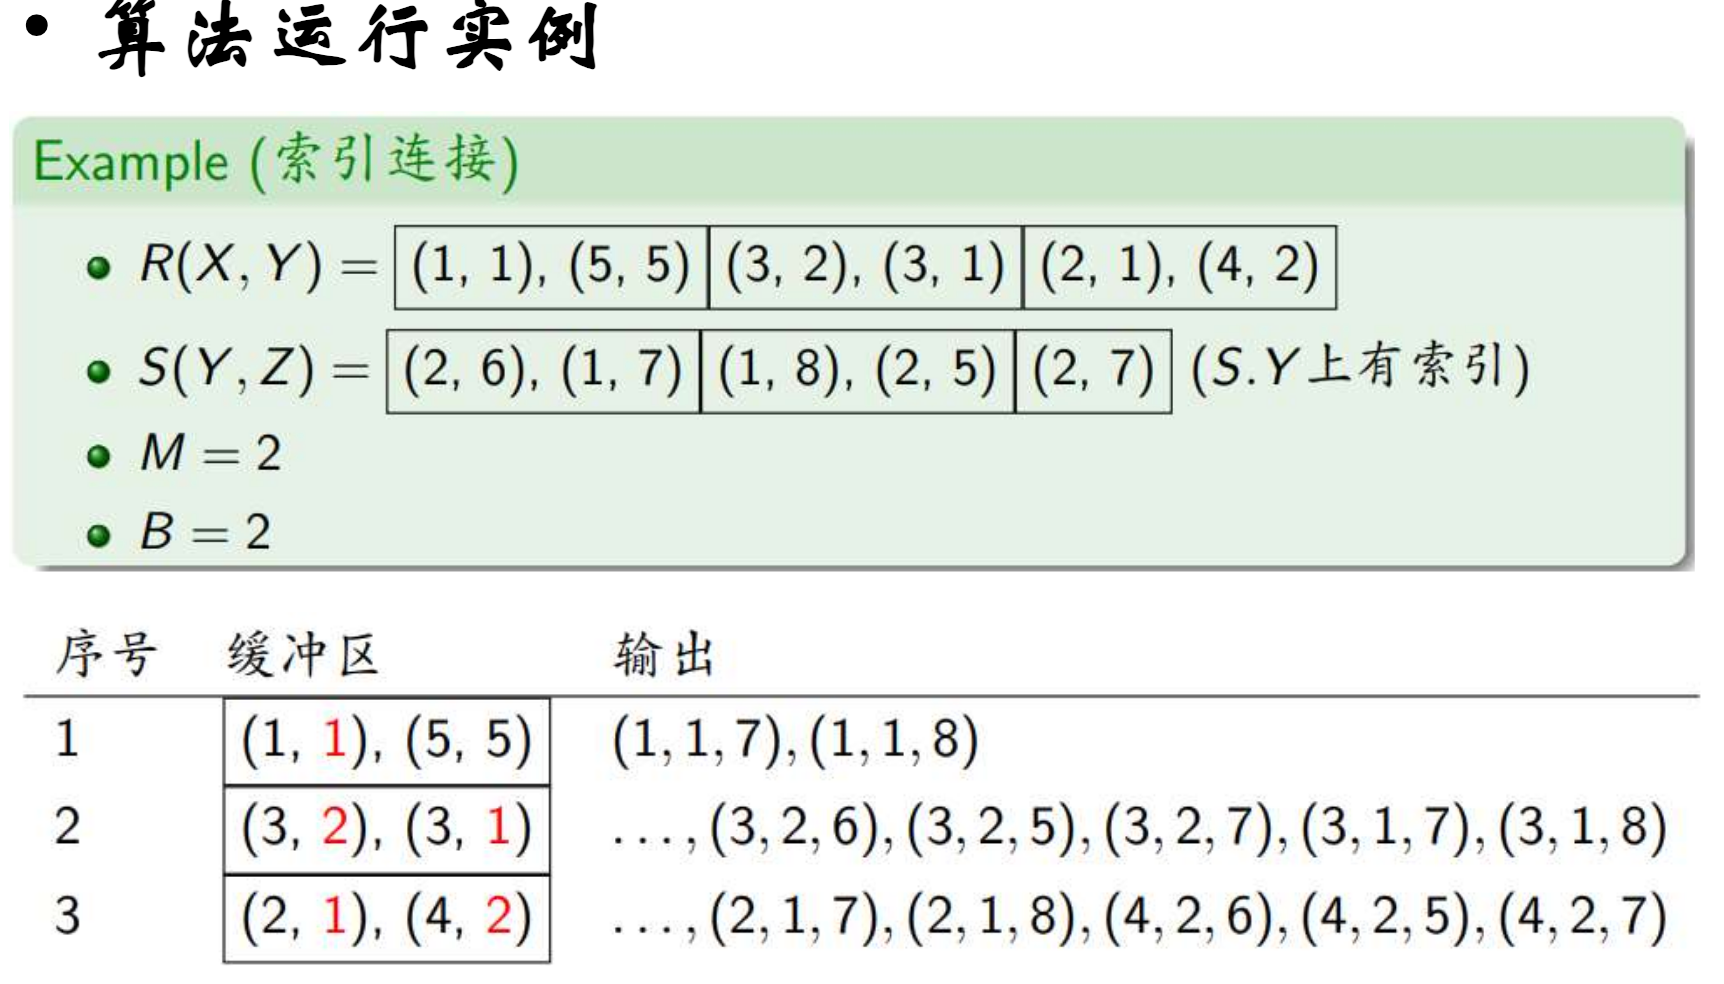 • 算法运行实例
Example (索引连接)
R(X, Y) = (1, 1), (5, 5) (3, 2), (3, 1) (2, 1), (4, 2)
S(Y, Z) = (2, 6), (1, 7) (1, 8), (2, 5) (2, 7) (S.Y上有索引)
M = 2
B = 2
序号 缓冲区 输出
1 (1, 1), (5, 5) (1, 1, 7), (1, 1, 8)
2 (3, 2), (3, 1) ..., (3, 2, 6), (3, 2, 5), (3, 2, 7), (3, 1, 7), (3, 1, 8)
3 (2, 1), (4, 2) ..., (2, 1, 7), (2, 1, 8), (4, 2, 6), (4, 2, 5), (4, 2, 7)